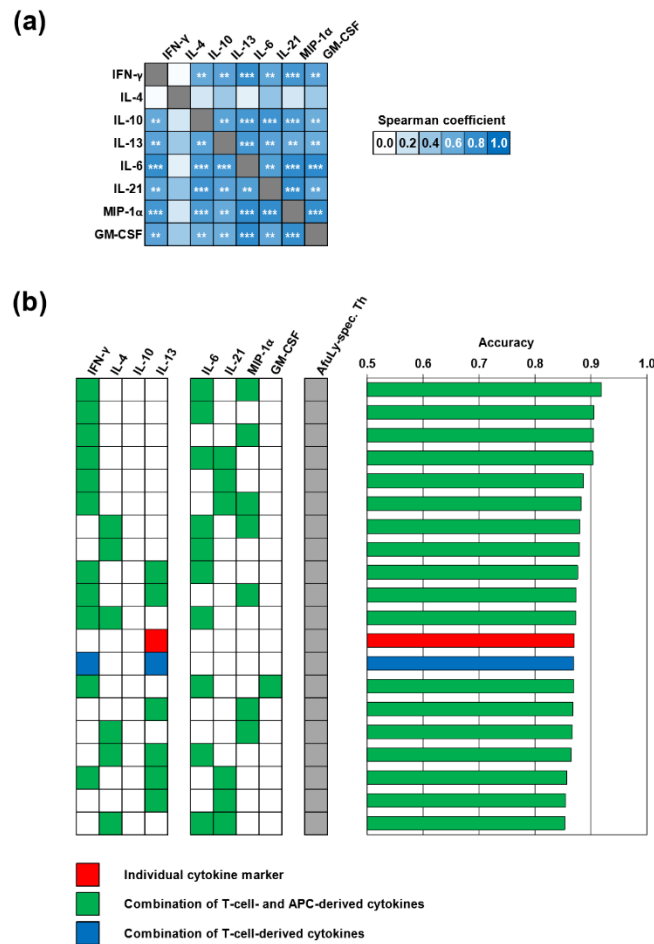 (a)
IFN-γ IL-4 IL-10 IL-13 IL-6 IL-21 MIP-1α GM-CSF
IFN-γ ** ** *** ** *** **
IL-4
IL-10 ** ** *** *** *** **
IL-13 ** ** *** ** ** **
IL-6 *** *** *** ** *** ***
IL-21 ** *** ** ** *** **
MIP-1α *** *** ** *** *** ***
GM-CSF ** ** ** *** ** ***
Spearman coefficient
0.0 0.2 0.4 0.6 0.8 1.0
(b)
IFN-γ IL-4 IL-10 IL-13 IL-6 IL-21 MIP-1α GM-CSF AfuLy-spec. Th
Accuracy
0.5 0.6 0.7 0.8 0.9 1.0
Individual cytokine marker
Combination of T-cell- and APC-derived cytokines
Combination of T-cell-derived cytokines